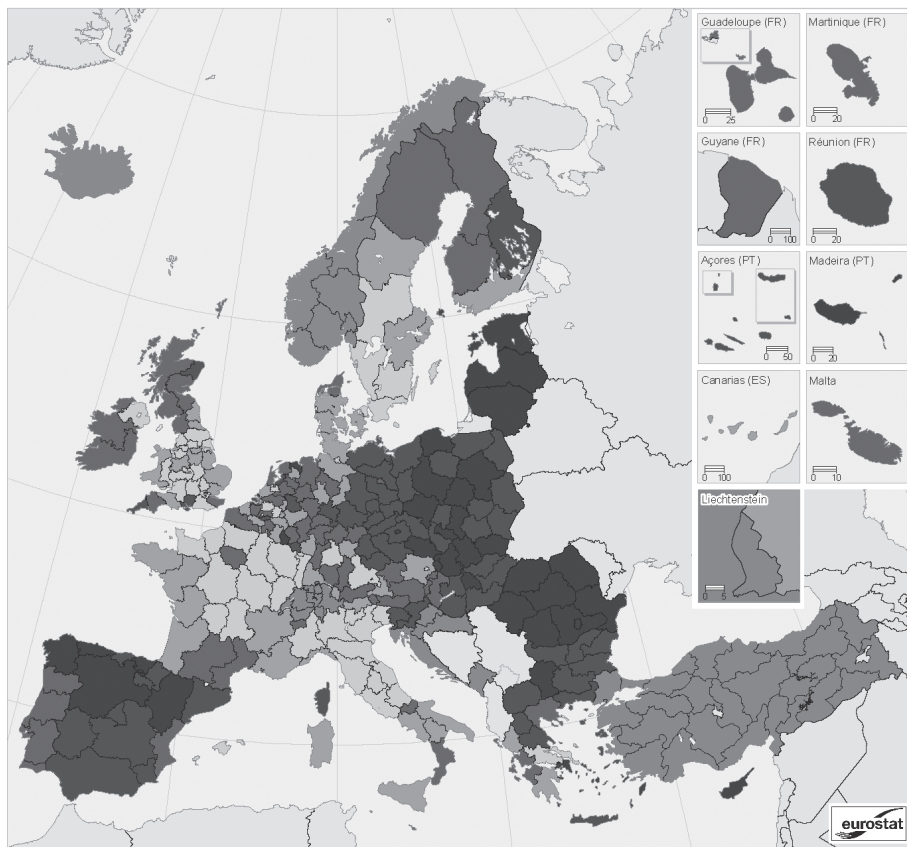 Guadeloupe (FR)
0 25
Martinique (FR)
0 20
Guyane (FR)
0 100
Réunion (FR)
0 20
Açores (PT)
0 50
Madeira (PT)
0 20
Canarias (ES)
0 100
Malta
0 10
Liechtenstein
0 5
eurostat